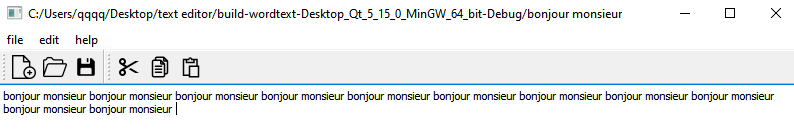 C:/Users/qqqq/Desktop/text editor/build-wordtext-Desktop_Qt_5_15_0_MinGW_64_bit-Debug/bonjour monsieur
file edit help
bonjour monsieur bonjour monsieur bonjour monsieur bonjour monsieur bonjour monsieur bonjour monsieur bonjour monsieur bonjour monsieur bonjour monsieur
bonjour monsieur bonjour monsieur